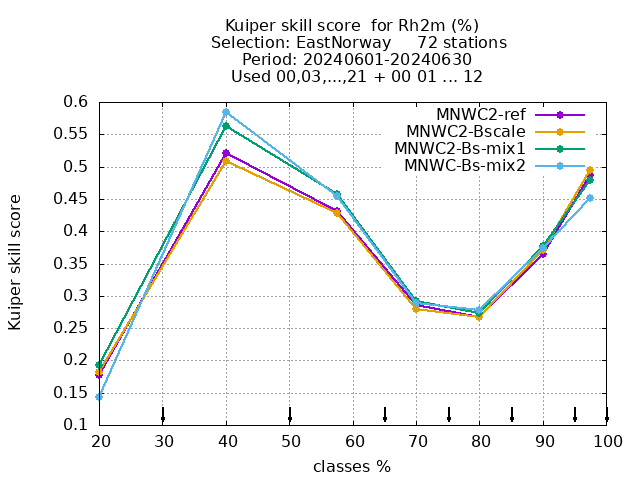 Kuiper skill score  for Rh2m (%)
Selection: EastNorway     72 stations
Period: 20240601-20240630
Used 00,03,...,21 + 00 01 ... 12
MNWC2-ref
MNWC2-Bscale
MNWC2-Bs-mix1
MNWC-Bs-mix2
Kuiper skill score
0.6
0.55
0.5
0.45
0.4
0.35
0.3
0.25
0.2
0.15
0.1
20 30 40 50 60 70 80 90 100
classes %